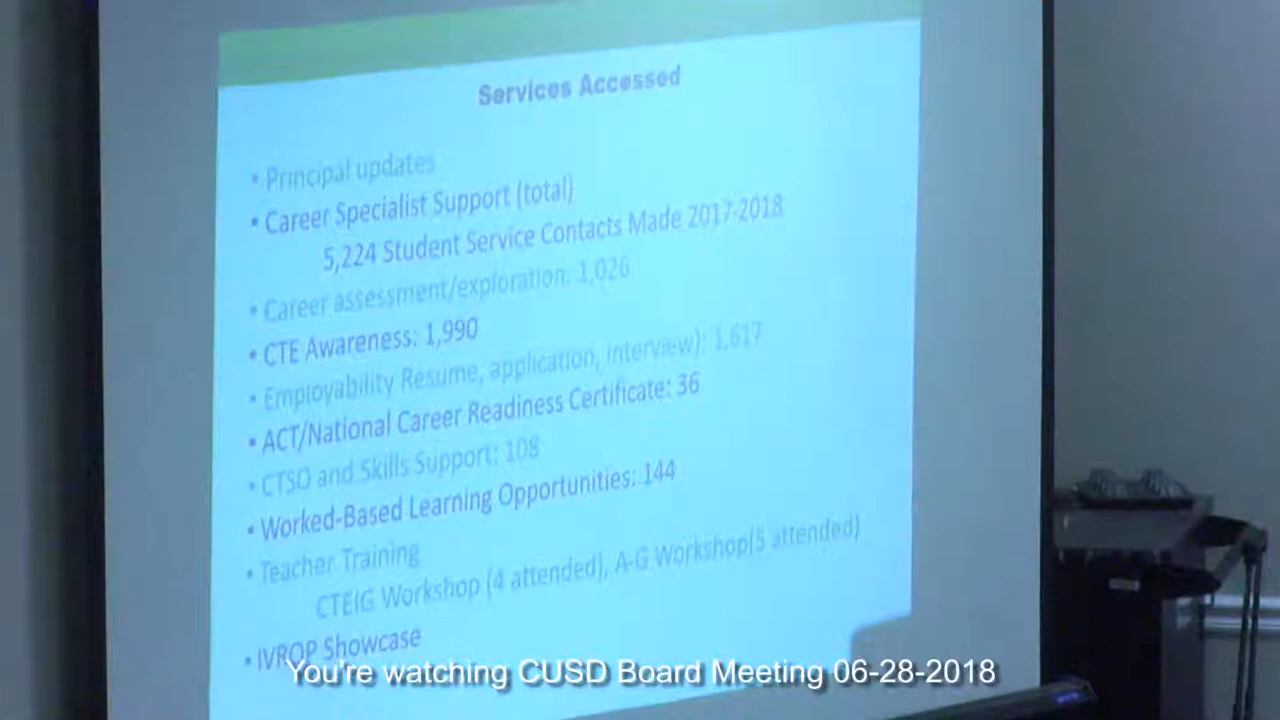 Services Accessed
• Principal updates
• Career Specialist Support (total)
5,224 Student Service Contacts Made 2017-2018
• Career assessment/exploration: 1,026
• CTE Awareness: 1,990
• Employability Resume, application, interview): 1,617
• ACT/National Career Readiness Certificate: 36
• CTSO and Skills Support: 108
• Worked-Based Learning Opportunities: 144
• Teacher Training
CTEIG Workshop (4 attended), A-G Workshop(5 attended)
• IVROP Showcase
You're watching CUSD Board Meeting 06-28-2018